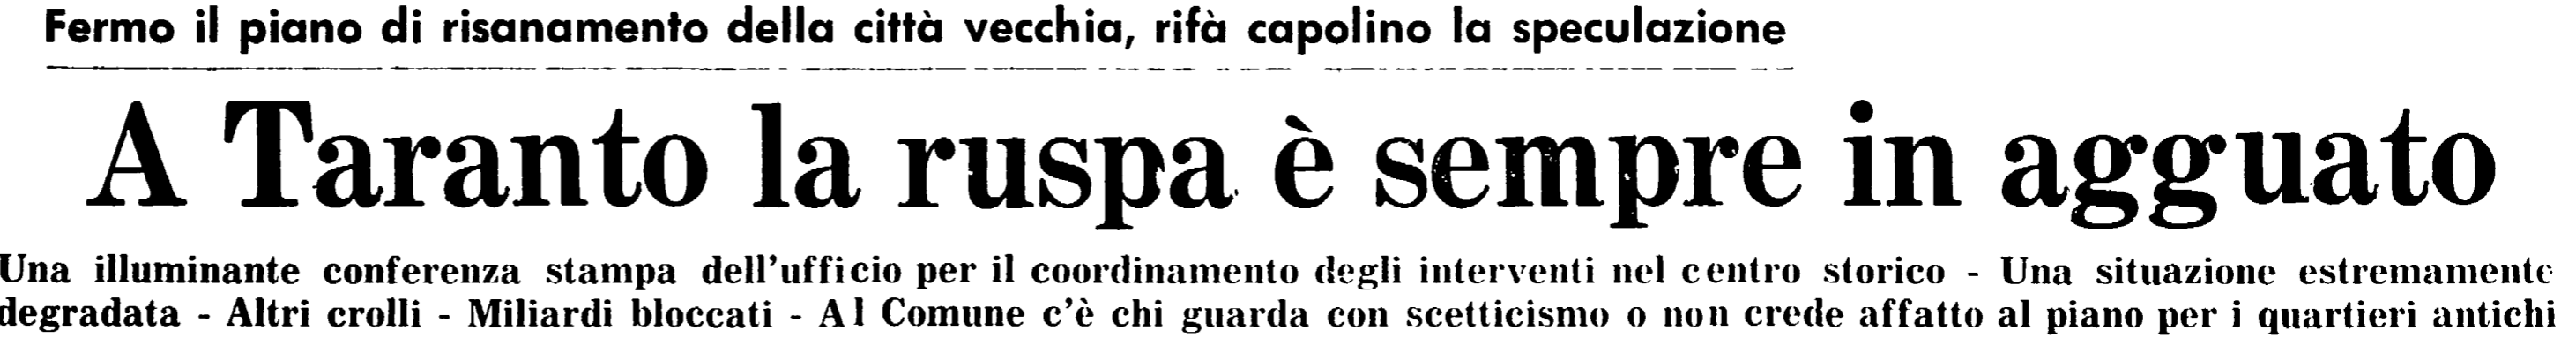 Fermo il piano di risanamento della città vecchia, rifà capolino la speculazione
A Taranto la ruspa è sempre in agguato
Una illuminante conferenza stampa dell'ufficio per il coordinamento degli interventi nel centro storico - Una situazione estremamente
degradata - Altri crolli - Miliardi bloccati - Al Comune c'è chi guarda con scetticismo o non crede affatto al piano per i quartieri antichi